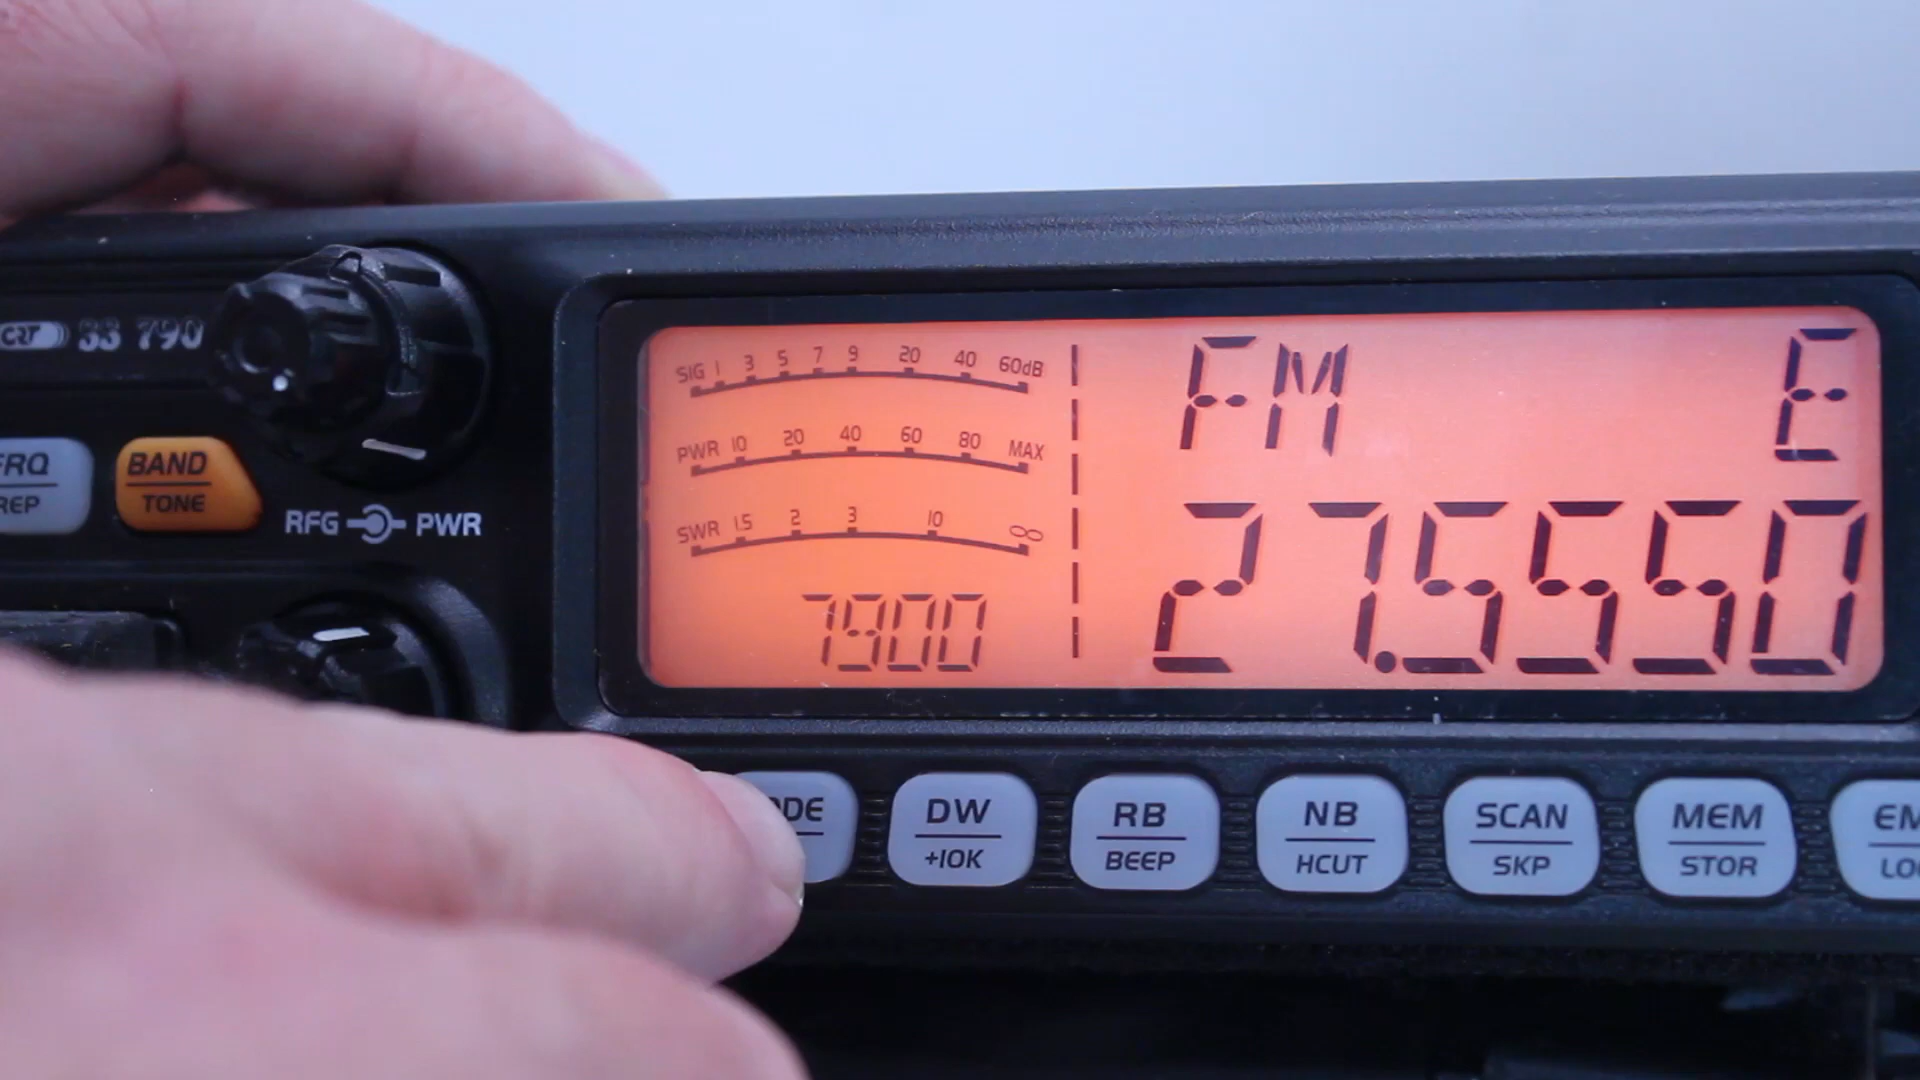 CRT SS 790
FRQ
REP
BAND
TONE
RFG PWR
SIG 1 3 5 7 9 20 40 60dB
PWR 10 20 40 60 80 MAX
SWR 1.5 2 3 10 ∞
7900
FM E
27.5550
ODE
DW
+10K
RB
BEEP
NB
HCUT
SCAN
SKP
MEM
STOR
EM